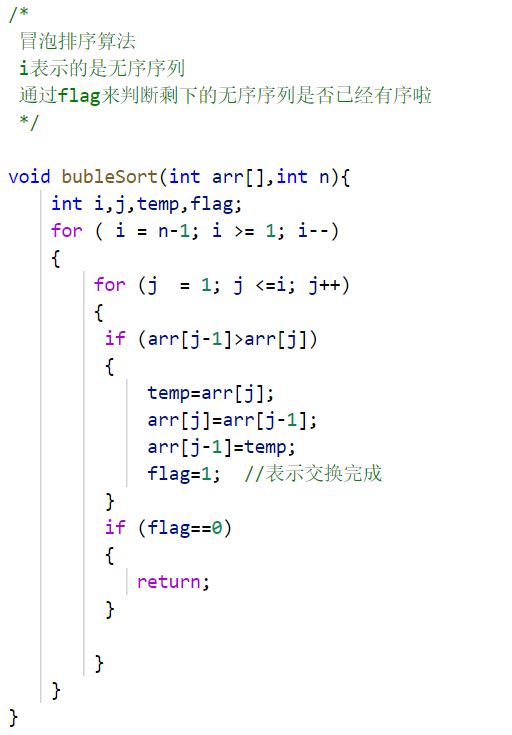 /*
冒泡排序算法
i表示的是无序序列
通过flag来判断剩下的无序序列是否已经有序啦
*/
void bubleSort(int arr[],int n){
int i,j,temp,flag;
for ( i = n-1; i >= 1; i--)
{
for (j  = 1; j <=i; j++)
{
if (arr[j-1]>arr[j])
{
temp=arr[j];
arr[j]=arr[j-1];
arr[j-1]=temp;
flag=1;  //表示交换完成
}
if (flag==0)
{
return;
}
}
}
}